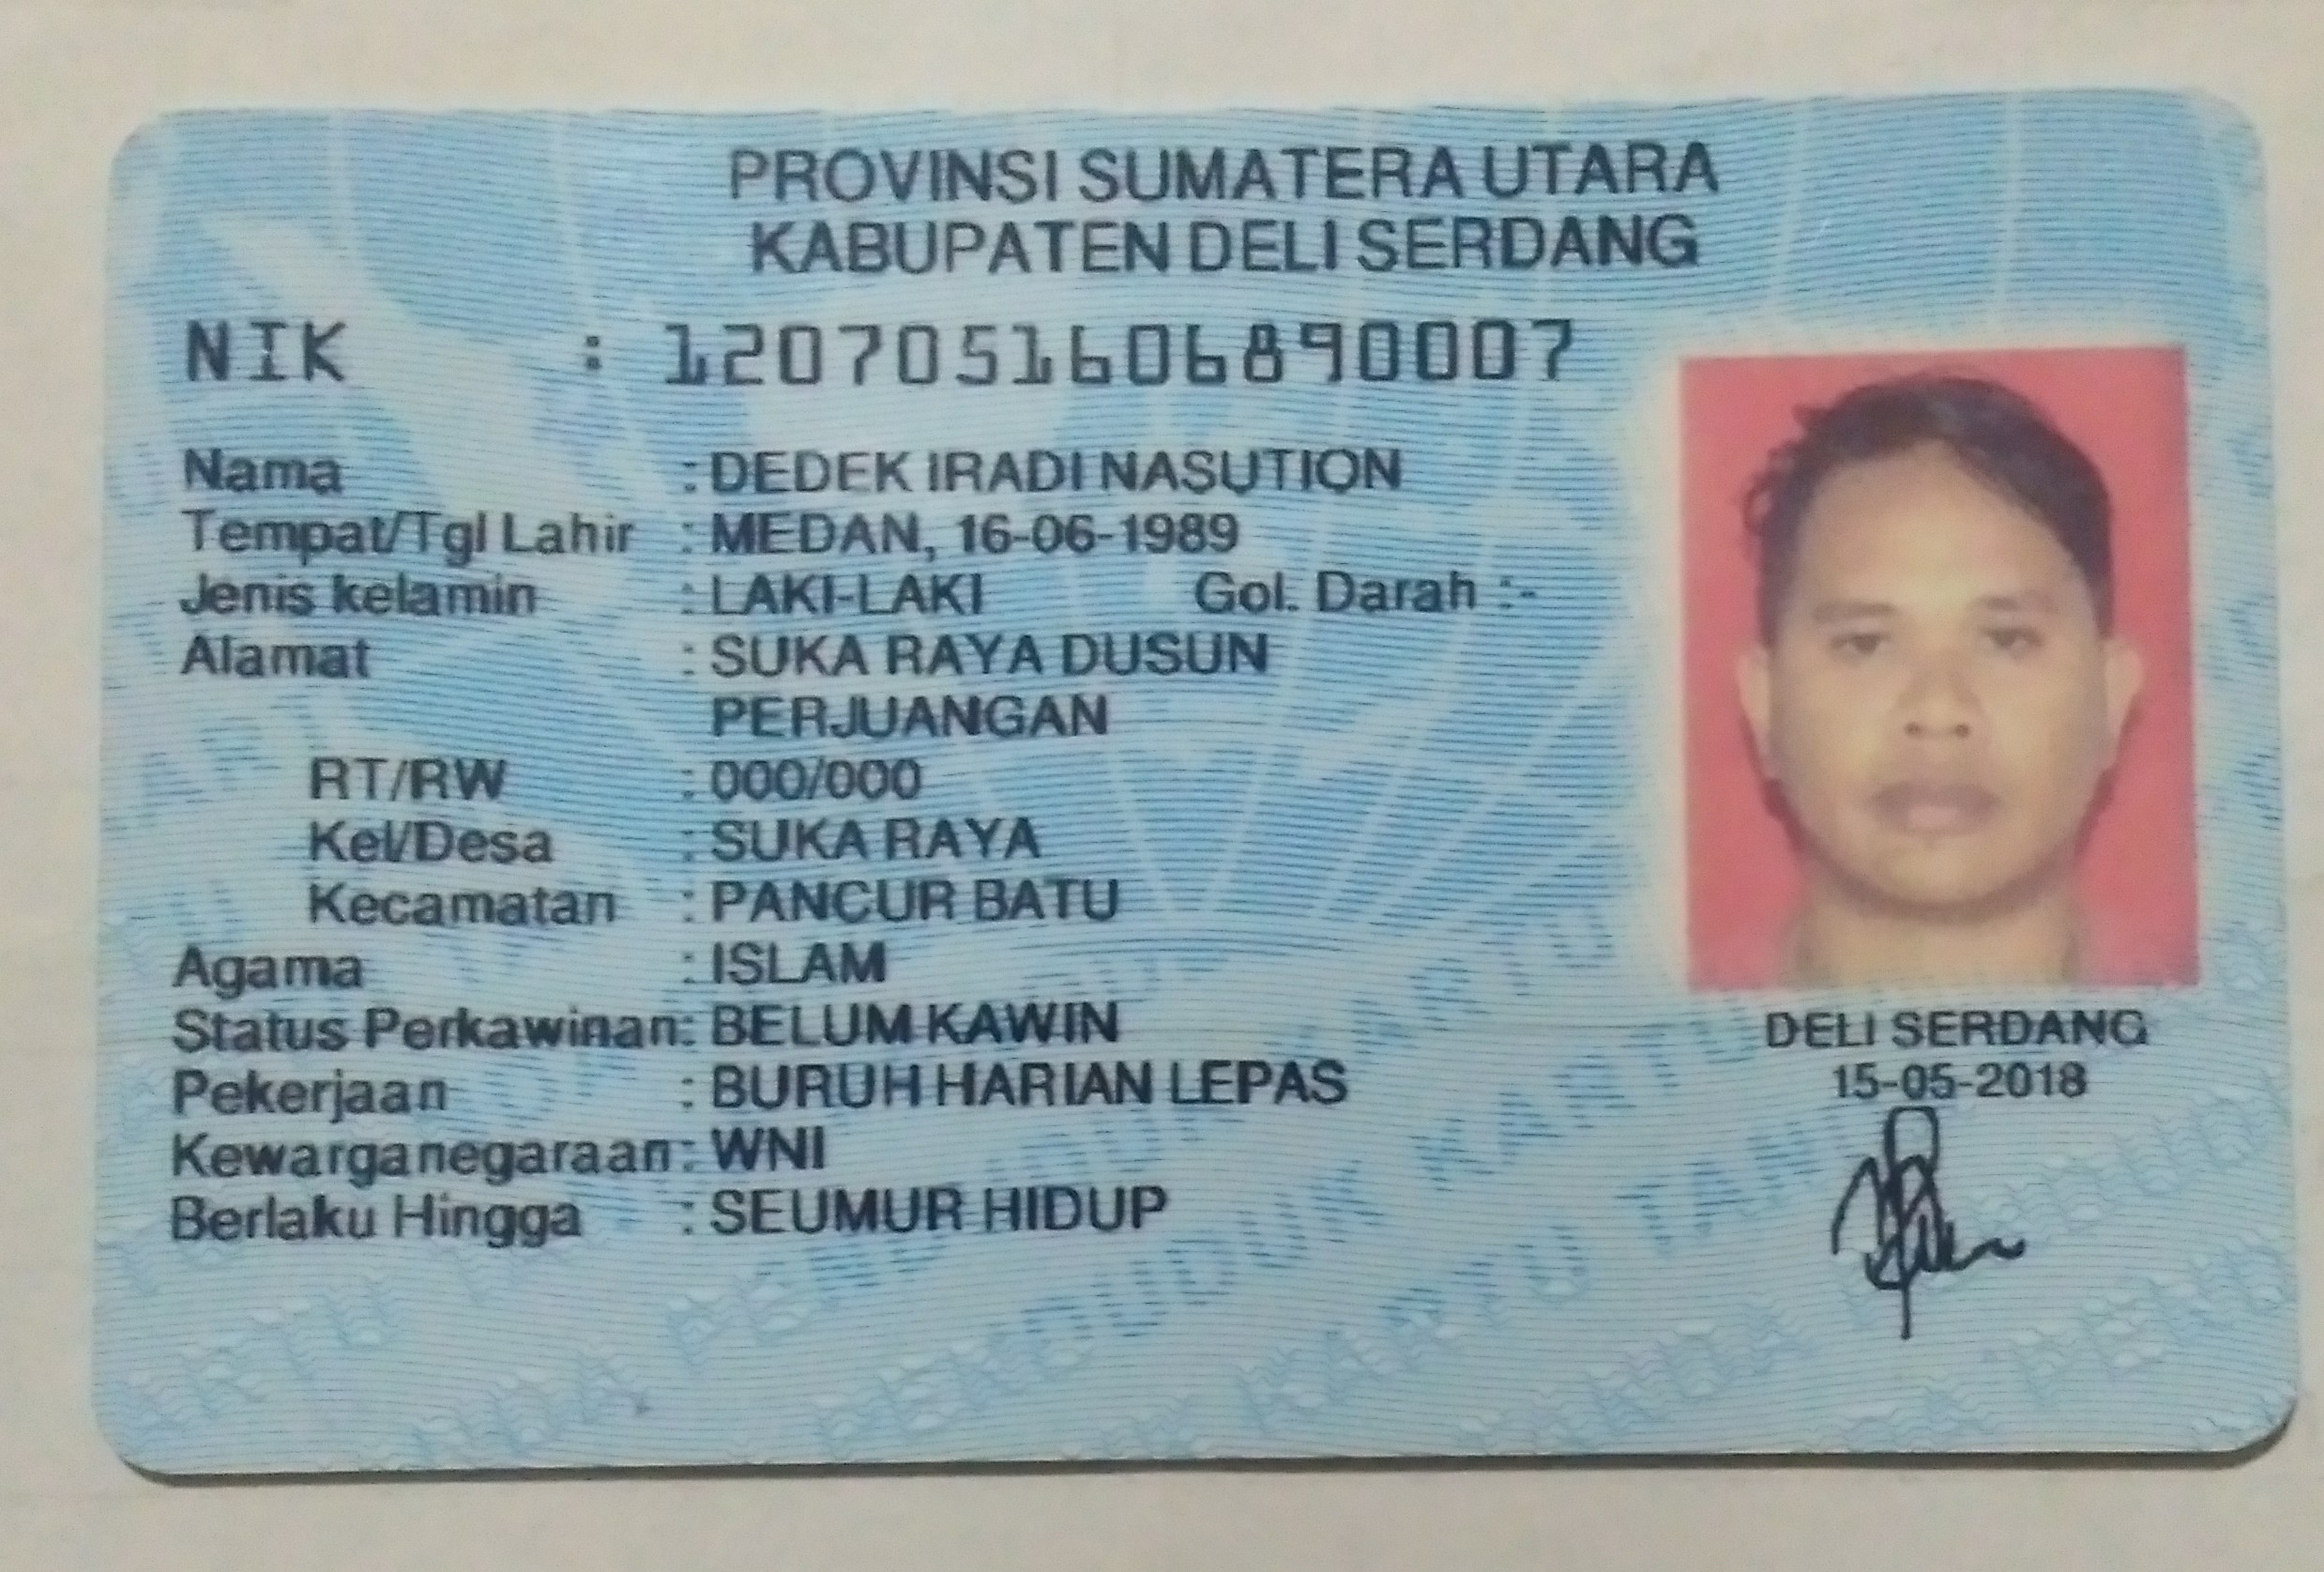 PROVINSI SUMATERA UTARA
KABUPATEN DELI SERDANG
NIK : 1207051606890007
Nama : DEDEK IRADI NASUTION
Tempat/Tgl Lahir : MEDAN, 16-06-1989
Jenis kelamin : LAKI-LAKI Gol. Darah :-
Alamat : SUKA RAYA DUSUN
PERJUANGAN
RT/RW : 000/000
Kel/Desa : SUKA RAYA
Kecamatan : PANCUR BATU
Agama : ISLAM
Status Perkawinan: BELUM KAWIN
Pekerjaan : BURUH HARIAN LEPAS
Kewarganegaraan: WNI
Berlaku Hingga : SEUMUR HIDUP
DELI SERDANG
15-05-2018